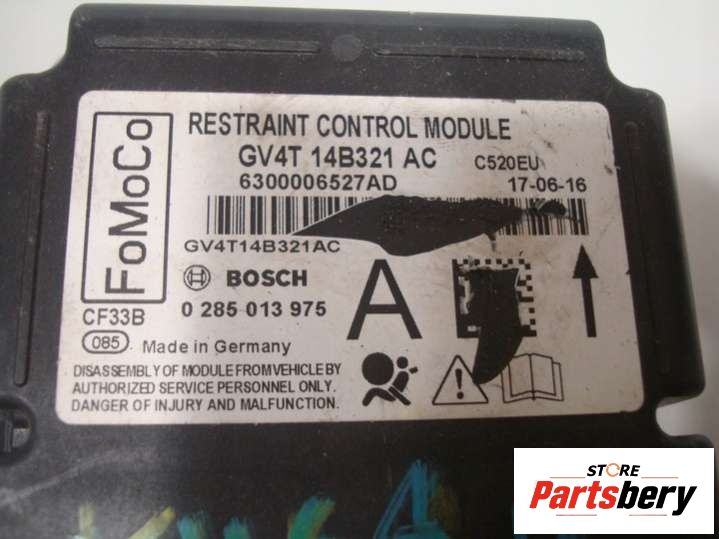 FoMoCo
RESTRAINT CONTROL MODULE
GV4T 14B321 AC C520EU
6300006527AD 17-06-16
GV4T14B321AC
BOSCH
0 285 013 975
A
CF33B
085 Made in Germany
DISASSEMBLY OF MODULE FROM VEHICLE BY
AUTHORIZED SERVICE PERSONNEL ONLY.
DANGER OF INJURY AND MALFUNCTION.
STORE
Partsbery